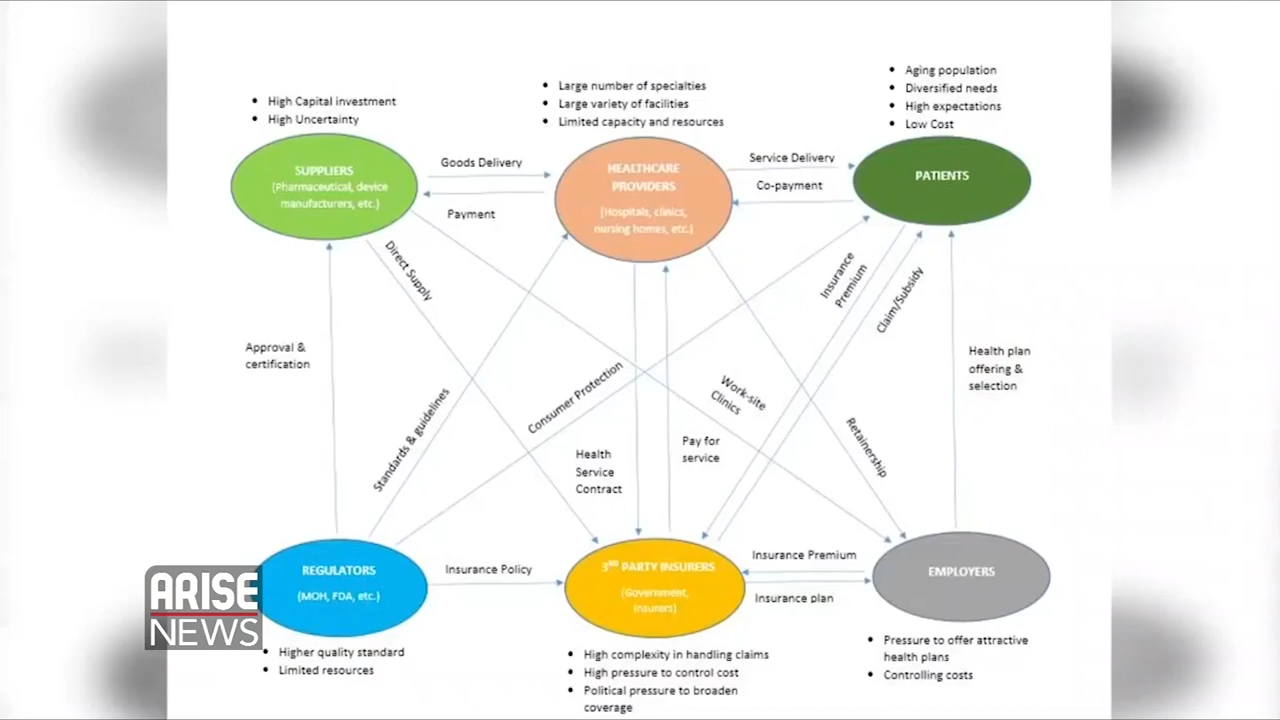 • Aging population
• Diversified needs
• High expectations
• Low Cost
• Large number of specialties
• Large variety of facilities
• Limited capacity and resources
• High Capital investment
• High Uncertainty
SUPPLIERS
(Pharmaceutical, device
manufacturers, etc.)
Goods Delivery
Payment
HEALTHCARE
PROVIDERS
(Hospitals, clinics,
nursing homes, etc.)
Service Delivery
Co-payment
PATIENTS
Direct Supply
Insurance
Premium
Claim/Subsidy
Approval &
certification
Standards & guidelines
Consumer Protection
Work-site
Clinics
Health plan
offering &
selection
Health
Service
Contract
Pay for
service
Retainership
REGULATORS
(MOH, FDA, etc.)
Insurance Policy
3RD PARTY INSURERS
(Government,
Insurers)
Insurance Premium
Insurance plan
EMPLOYERS
ARISE
NEWS
• Higher quality standard
• Limited resources
• High complexity in handling claims
• High pressure to control cost
• Political pressure to broaden
coverage
• Pressure to offer attractive
health plans
• Controlling costs